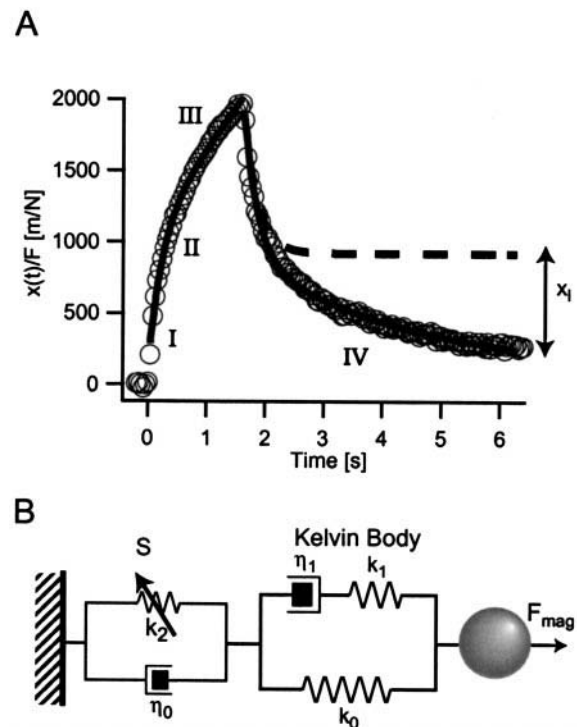 A
2000
1500
1000
500
0
x(t)/F [m/N]
I
II
III
IV
x_I
0 1 2 3 4 5 6
Time [s]
B
Kelvin Body
S
k₂
η₀
η₁
k₁
k₀
F_mag